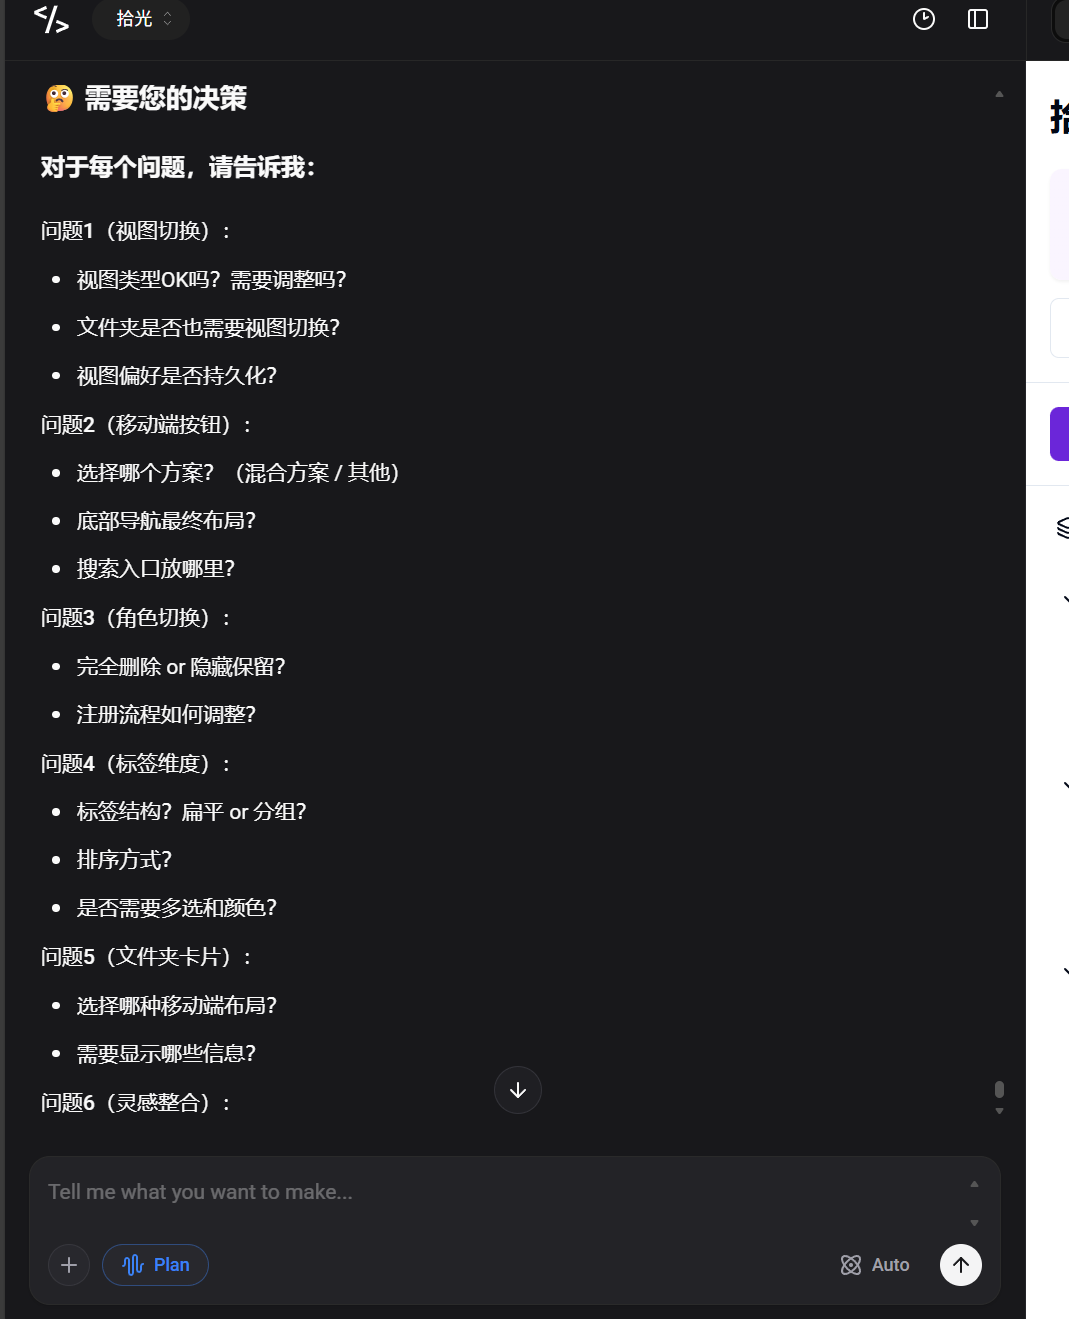 拾光
🤔 需要您的决策
对于每个问题，请告诉我：
问题1（视图切换）:
• 视图类型OK吗？需要调整吗？
• 文件夹是否也需要视图切换？
• 视图偏好是否持久化？
问题2（移动端按钮）:
• 选择哪个方案？（混合方案 / 其他）
• 底部导航最终布局？
• 搜索入口放哪里？
问题3（角色切换）:
• 完全删除 or 隐藏保留？
• 注册流程如何调整？
问题4（标签维度）:
• 标签结构？扁平 or 分组？
• 排序方式？
• 是否需要多选和颜色？
问题5（文件夹卡片）:
• 选择哪种移动端布局？
• 需要显示哪些信息？
问题6（灵感整合）:
Tell me what you want to make...
Plan
Auto